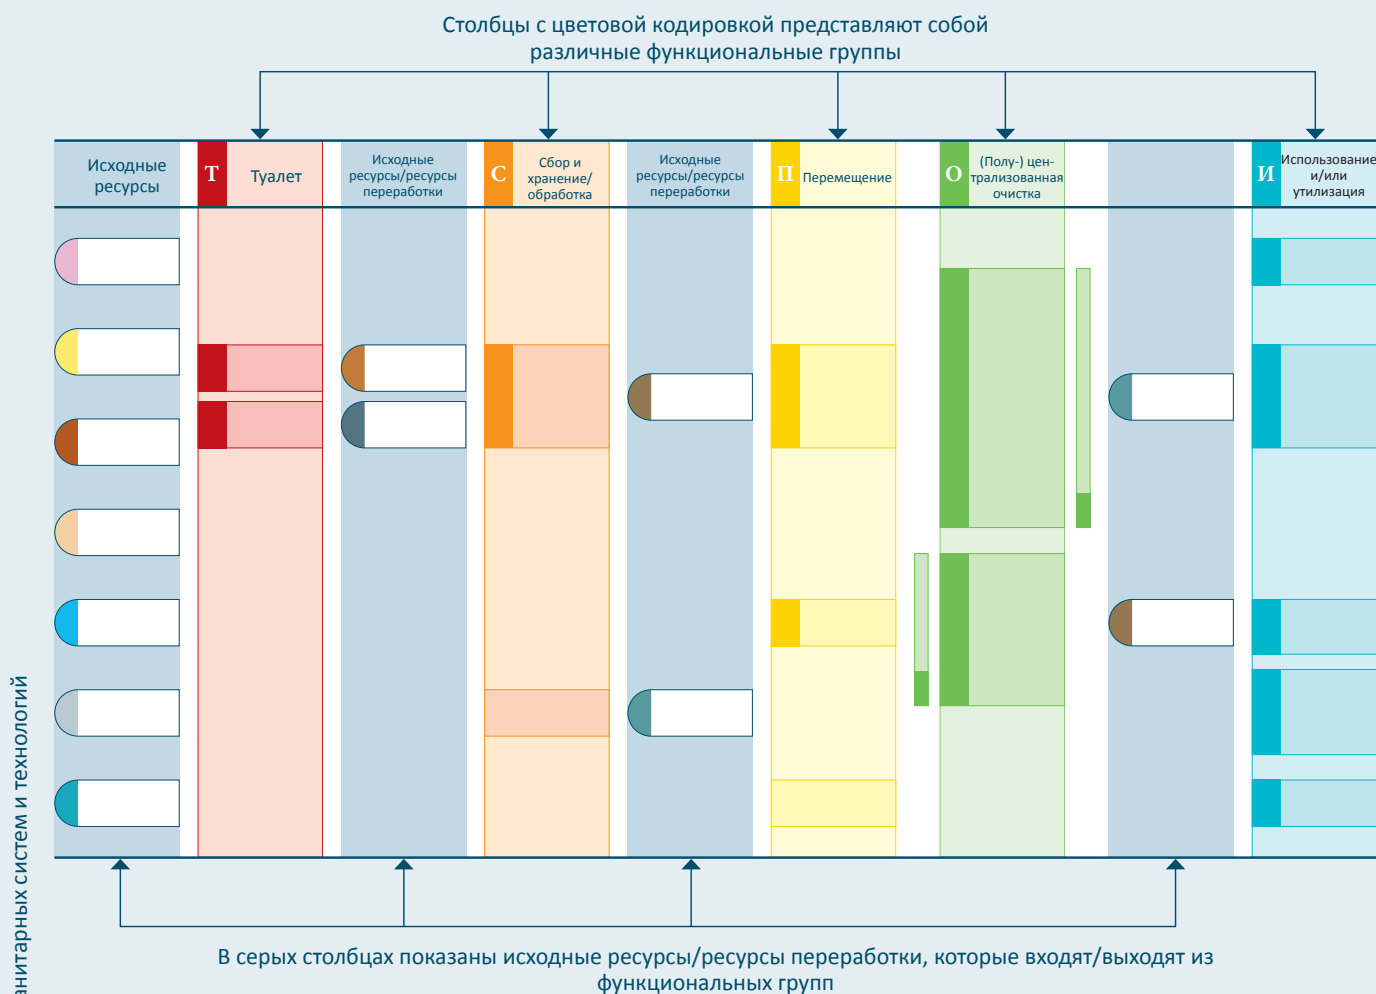 Столбцы с цветовой кодировкой представляют собой
различные функциональные группы
Исходные
ресурсы
Т
Туалет
Исходные
ресурсы/ресурсы
переработки
С
Сбор и
хранение/
обработка
Исходные
ресурсы/ресурсы
переработки
П
Перемещение
О
(Полу-) цен-
трализованная
очистка
И
Использование
и/или
утилизация
В серых столбцах показаны исходные ресурсы/ресурсы переработки, которые входят/выходят из
функциональных групп
анитарных систем и технологий